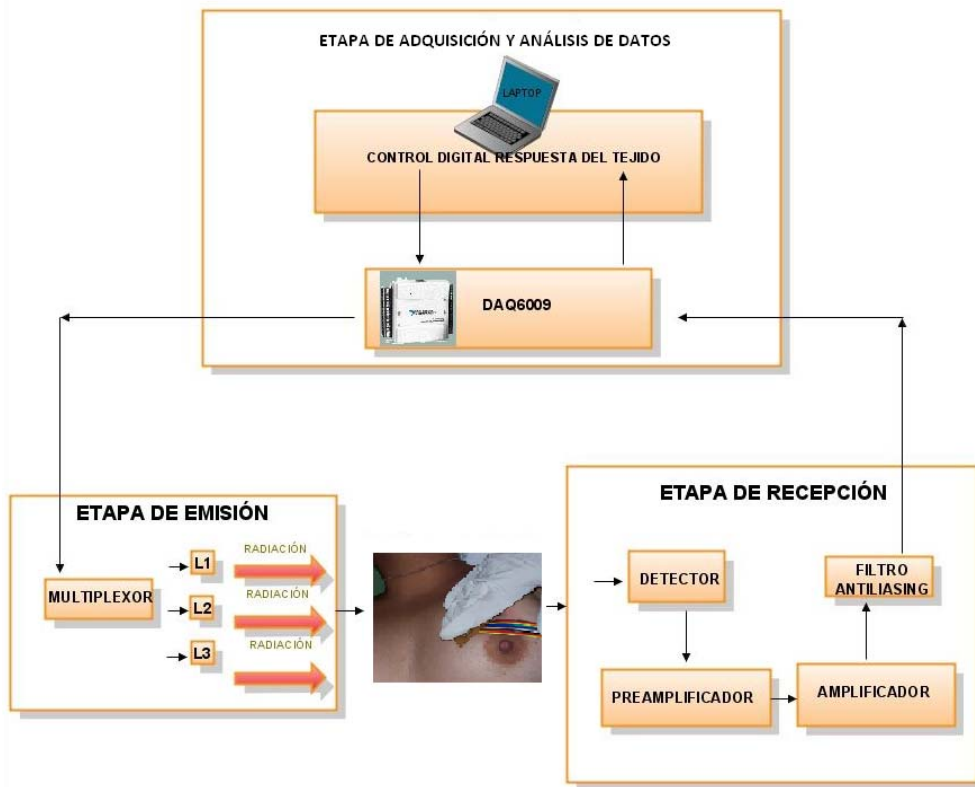 ETAPA DE ADQUISICIÓN Y ANÁLISIS DE DATOS
LAPTOP
CONTROL DIGITAL RESPUESTA DEL TEJIDO
DAQ6009
ETAPA DE EMISIÓN
MULTIPLEXOR
L1
RADIACIÓN
L2
RADIACIÓN
L3
RADIACIÓN
ETAPA DE RECEPCIÓN
DETECTOR
FILTRO
ANTILIASING
PREAMPLIFICADOR
AMPLIFICADOR